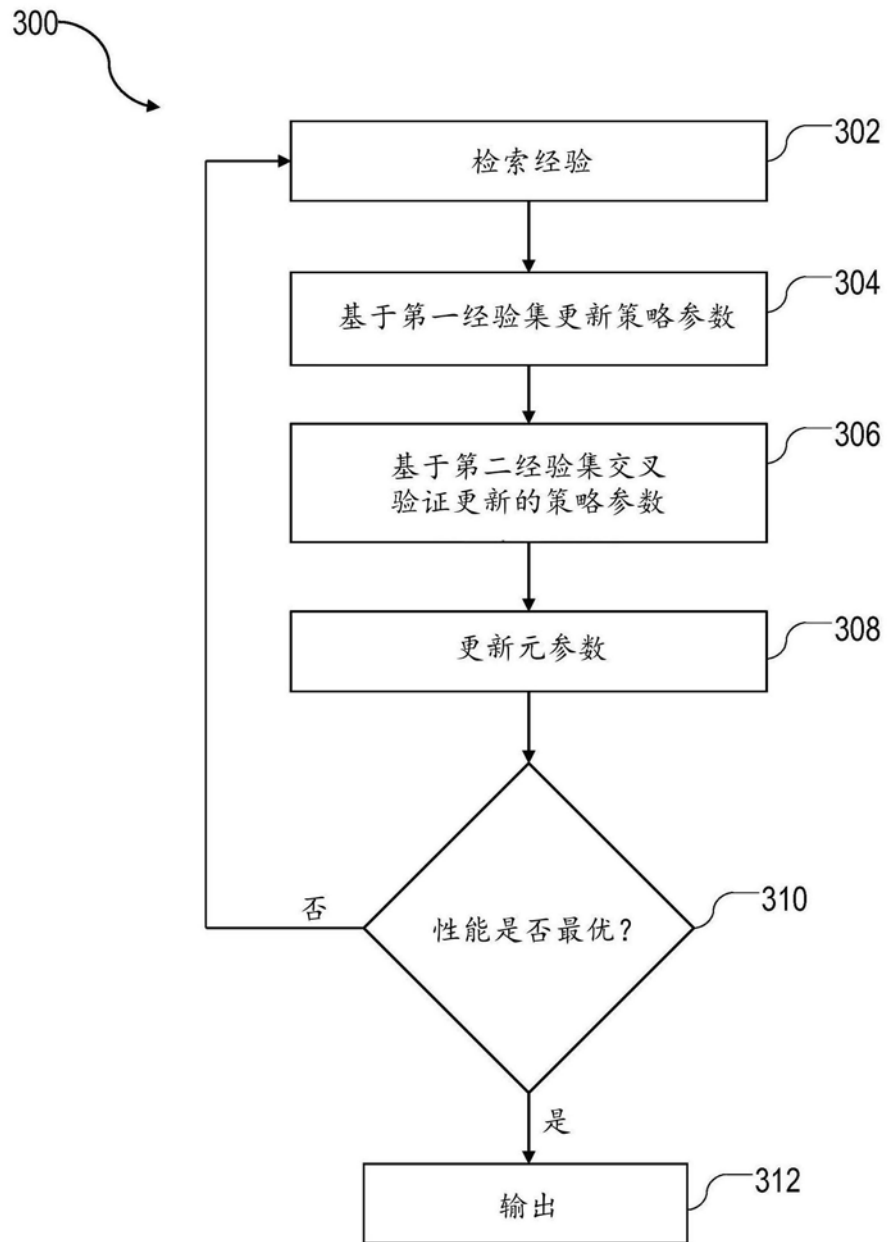 300
302
检索经验
304
基于第一经验集更新策略参数
306
基于第二经验集交叉
验证更新的策略参数
308
更新元参数
310
性能是否最优?
否
是
312
输出